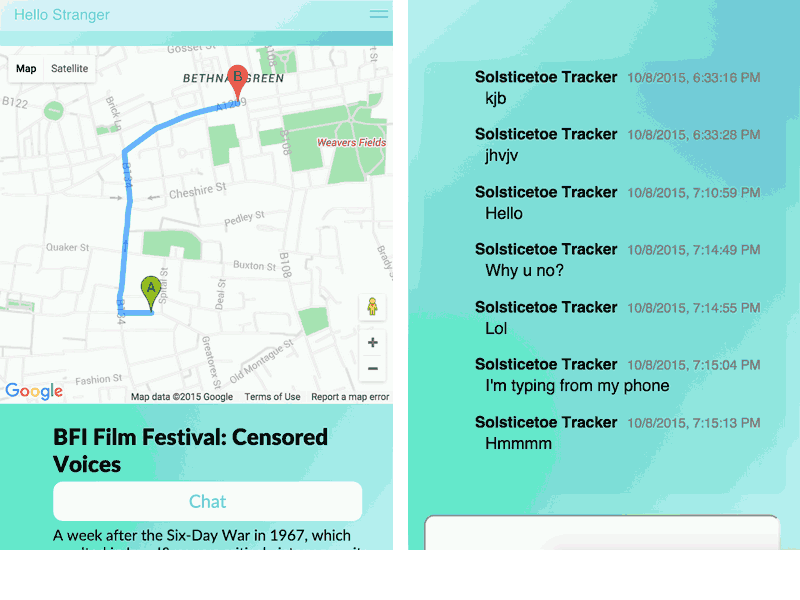 Hello Stranger
Gosset St
Map Satellite
BETHNAL GREEN
B
B122
Brick Ln
A1209
B108
Weavers Fields
B134
Cheshire St
Pedley St
Quaker St
Buxton St
B108
Brady
A
Spital St
Deal St
B134
Greatorex St
Old Montague St
Fashion St
Google
Map data ©2015 Google Terms of Use Report a map error
BFI Film Festival: Censored
Voices
Chat
A week after the Six-Day War in 1967, which
Solsticetoe Tracker 10/8/2015, 6:33:16 PM
kjb
Solsticetoe Tracker 10/8/2015, 6:33:28 PM
jhvjv
Solsticetoe Tracker 10/8/2015, 7:10:59 PM
Hello
Solsticetoe Tracker 10/8/2015, 7:14:49 PM
Why u no?
Solsticetoe Tracker 10/8/2015, 7:14:55 PM
Lol
Solsticetoe Tracker 10/8/2015, 7:15:04 PM
I'm typing from my phone
Solsticetoe Tracker 10/8/2015, 7:15:13 PM
Hmmmm